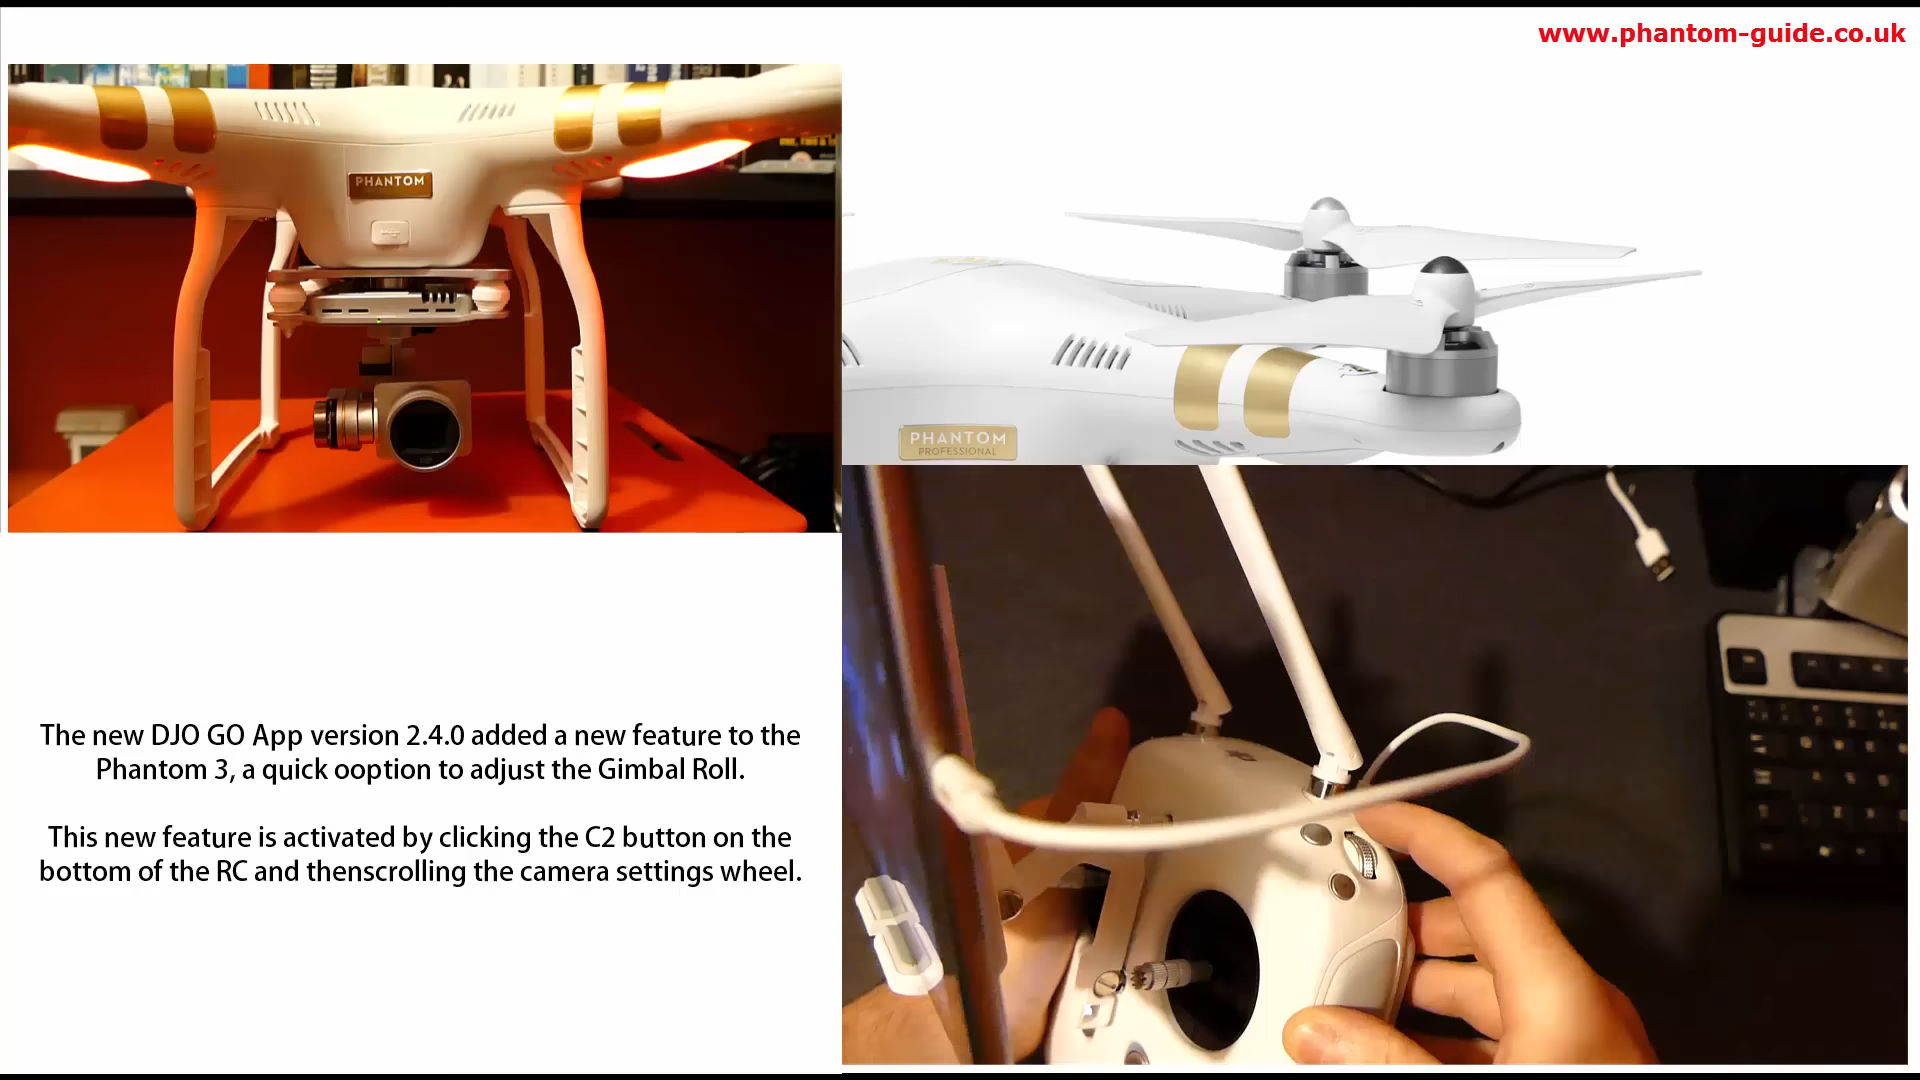 www.phantom-guide.co.uk
PHANTOM
PHANTOM
PROFESSIONAL
The new DJO GO App version 2.4.0 added a new feature to the
Phantom 3, a quick ooption to adjust the Gimbal Roll.
This new feature is activated by clicking the C2 button on the
bottom of the RC and thenscrolling the camera settings wheel.